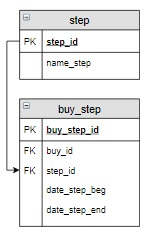 step
PK step_id
name_step
buy_step
PK buy_step_id
FK buy_id
FK step_id
date_step_beg
date_step_end